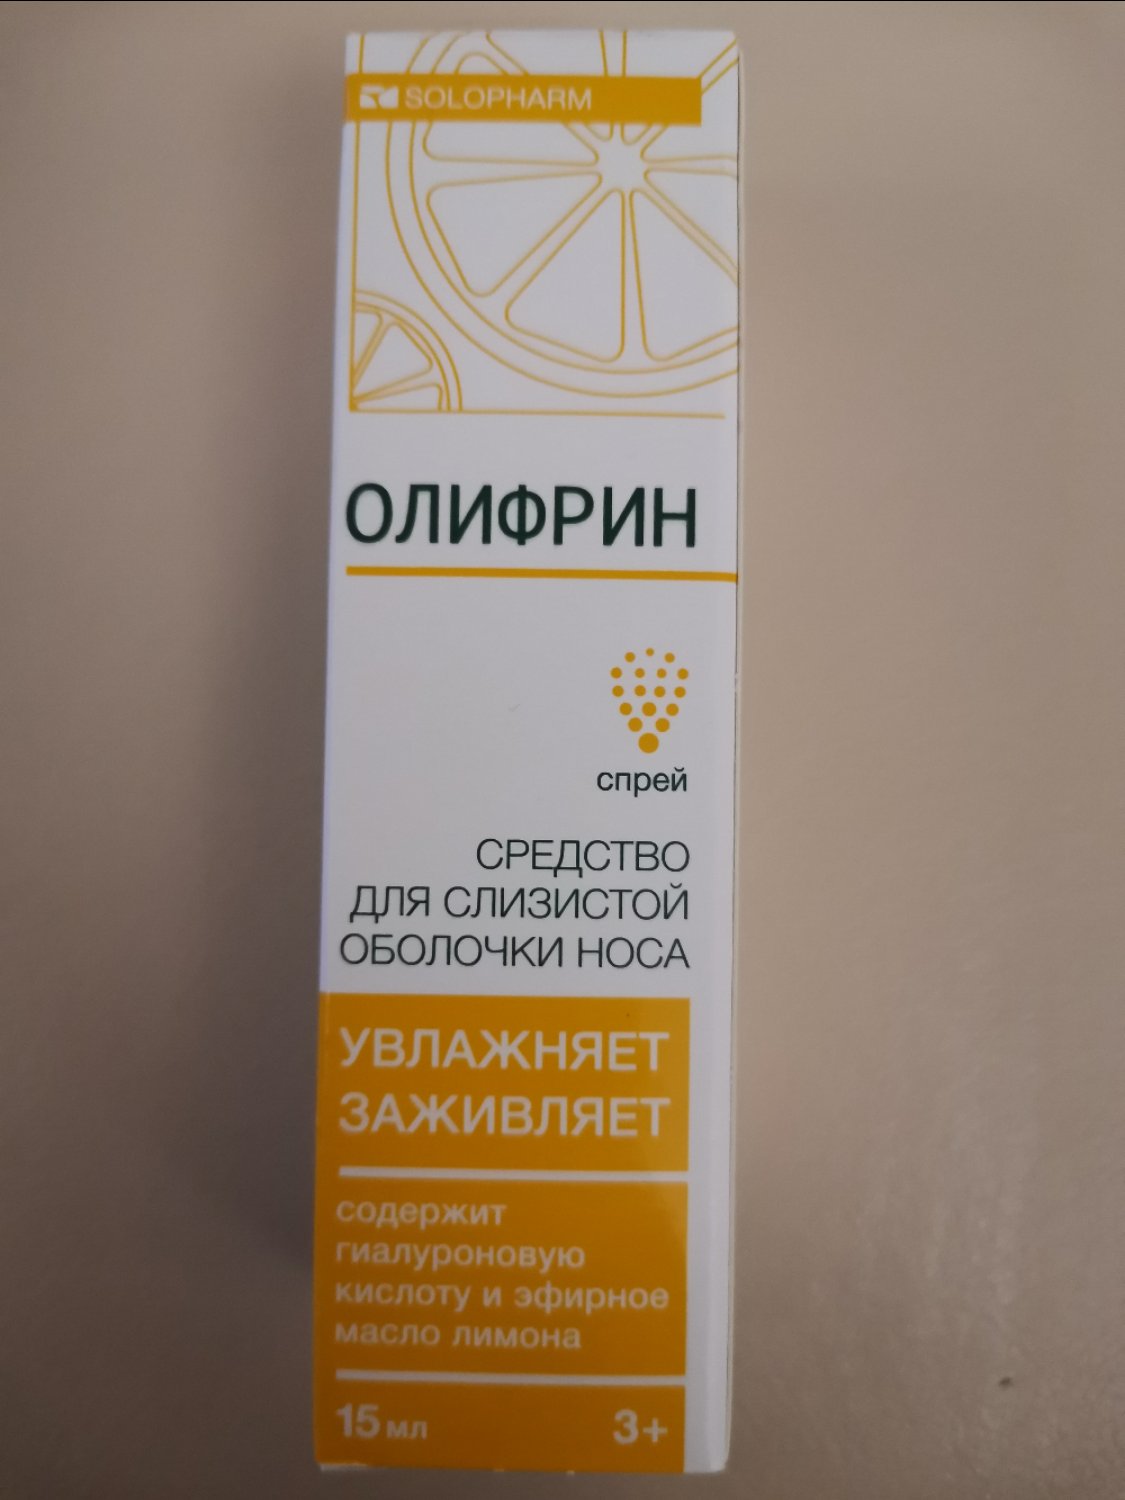 SOLOPHARM
ОЛИФРИН
спрей
СРЕДСТВО
ДЛЯ СЛИЗИСТОЙ
ОБОЛОЧКИ НОСА
УВЛАЖНЯЕТ
ЗАЖИВЛЯЕТ
содержит
гиалуроновую
кислоту и эфирное
масло лимона
15 мл 3+